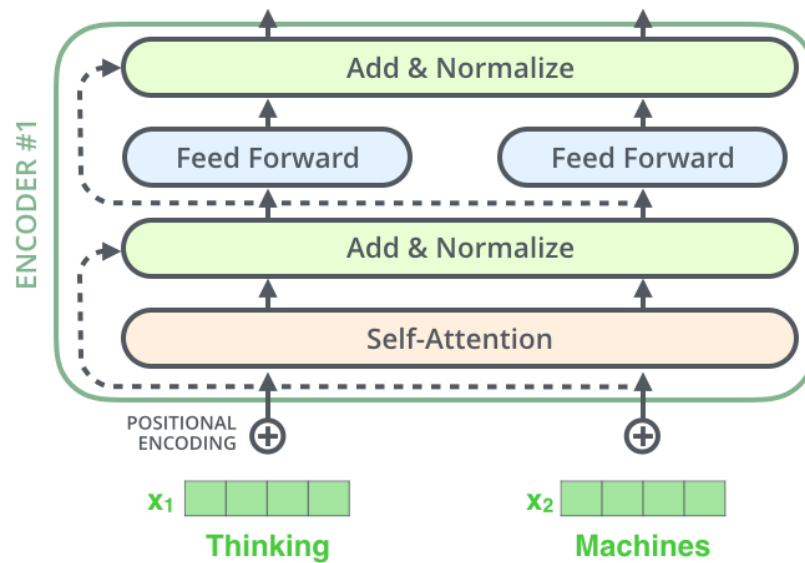 ENCODER #1
Add & Normalize
Feed Forward
Feed Forward
Add & Normalize
Self-Attention
POSITIONAL
ENCODING
x₁
x₂
Thinking
Machines